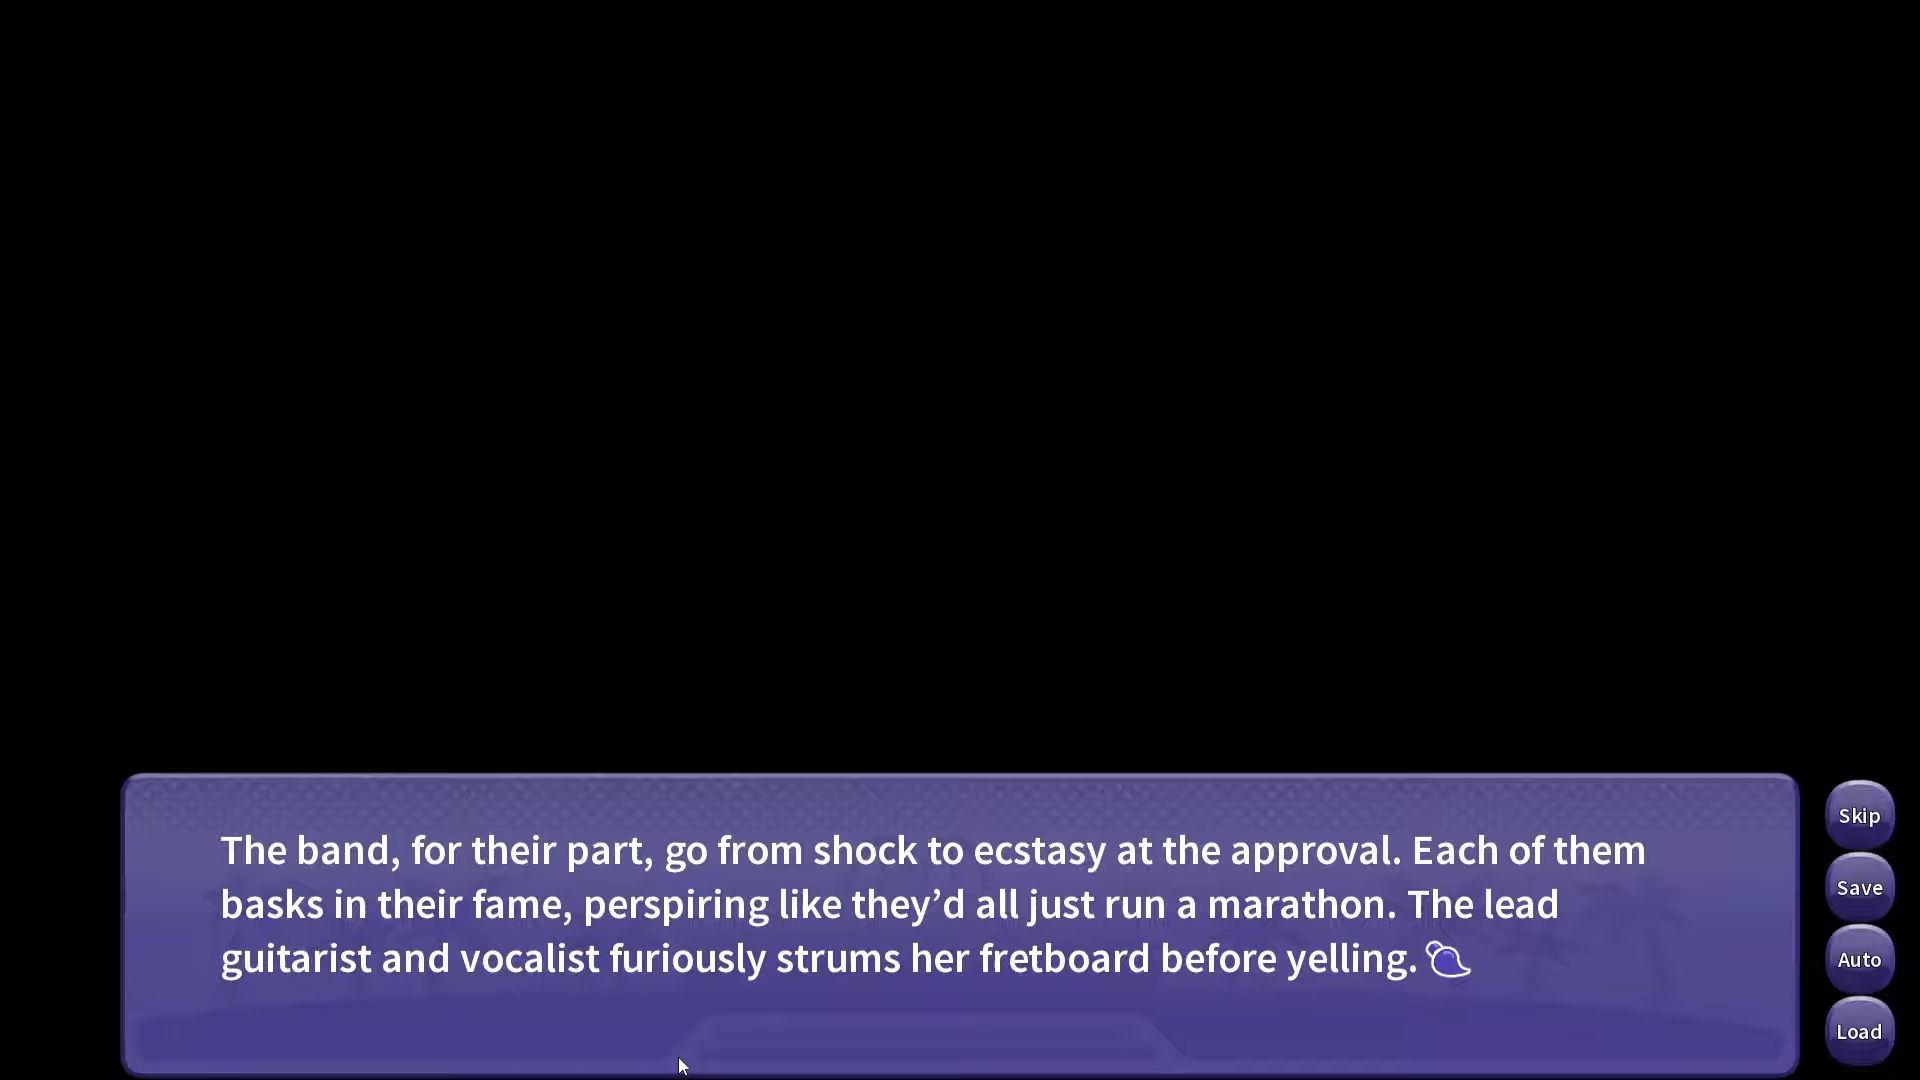 The band, for their part, go from shock to ecstasy at the approval. Each of them
basks in their fame, perspiring like they’d all just run a marathon. The lead
guitarist and vocalist furiously strums her fretboard before yelling.
Skip
Save
Auto
Load